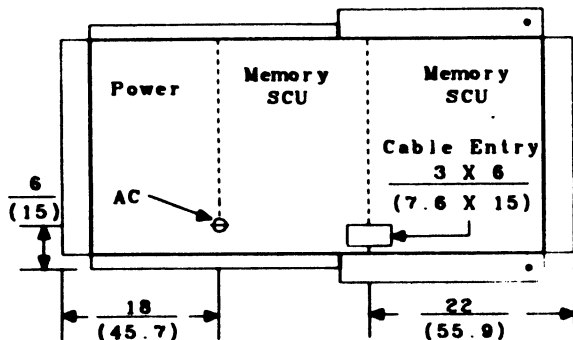 Power
Memory
SCU
Memory
SCU
Cable Entry
3 X 6
(7.6 X 15)
6
(15)
AC
18
(45.7)
22
(55.9)